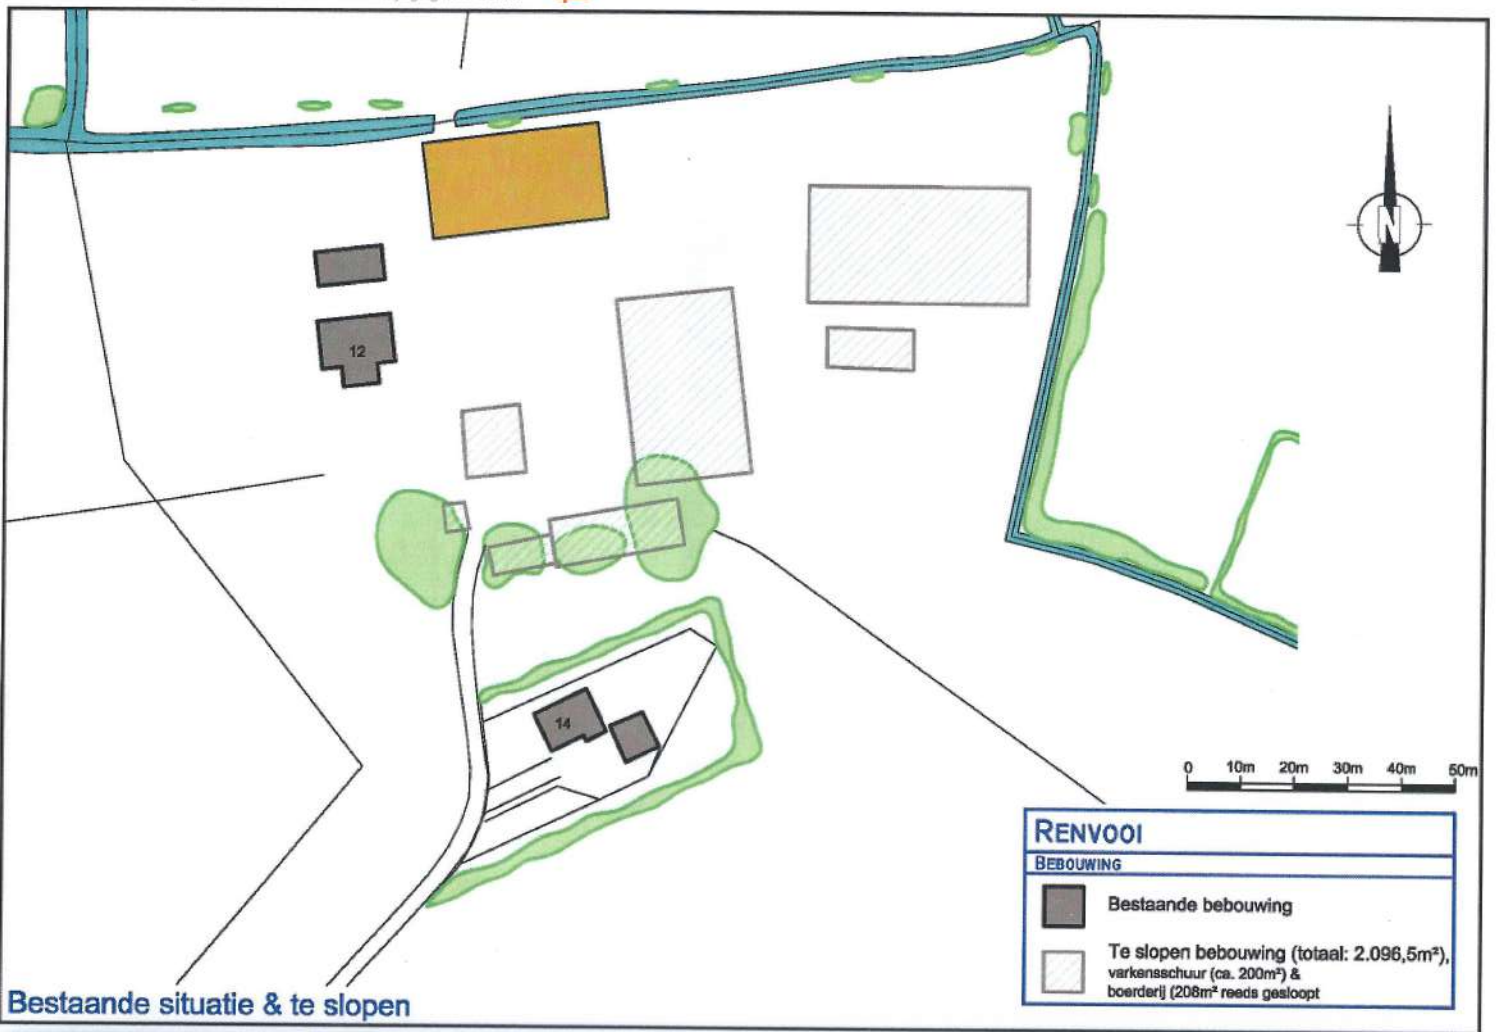 N
12
14
0 10m 20m 30m 40m 50m
RENVOOI
BEBOUWING
Bestaande bebouwing
Te slopen bebouwing (totaal: 2.096,5m²),
varkensschuur (ca. 200m²) &
boerderij (208m² reeds gesloopt
Bestaande situatie & te slopen